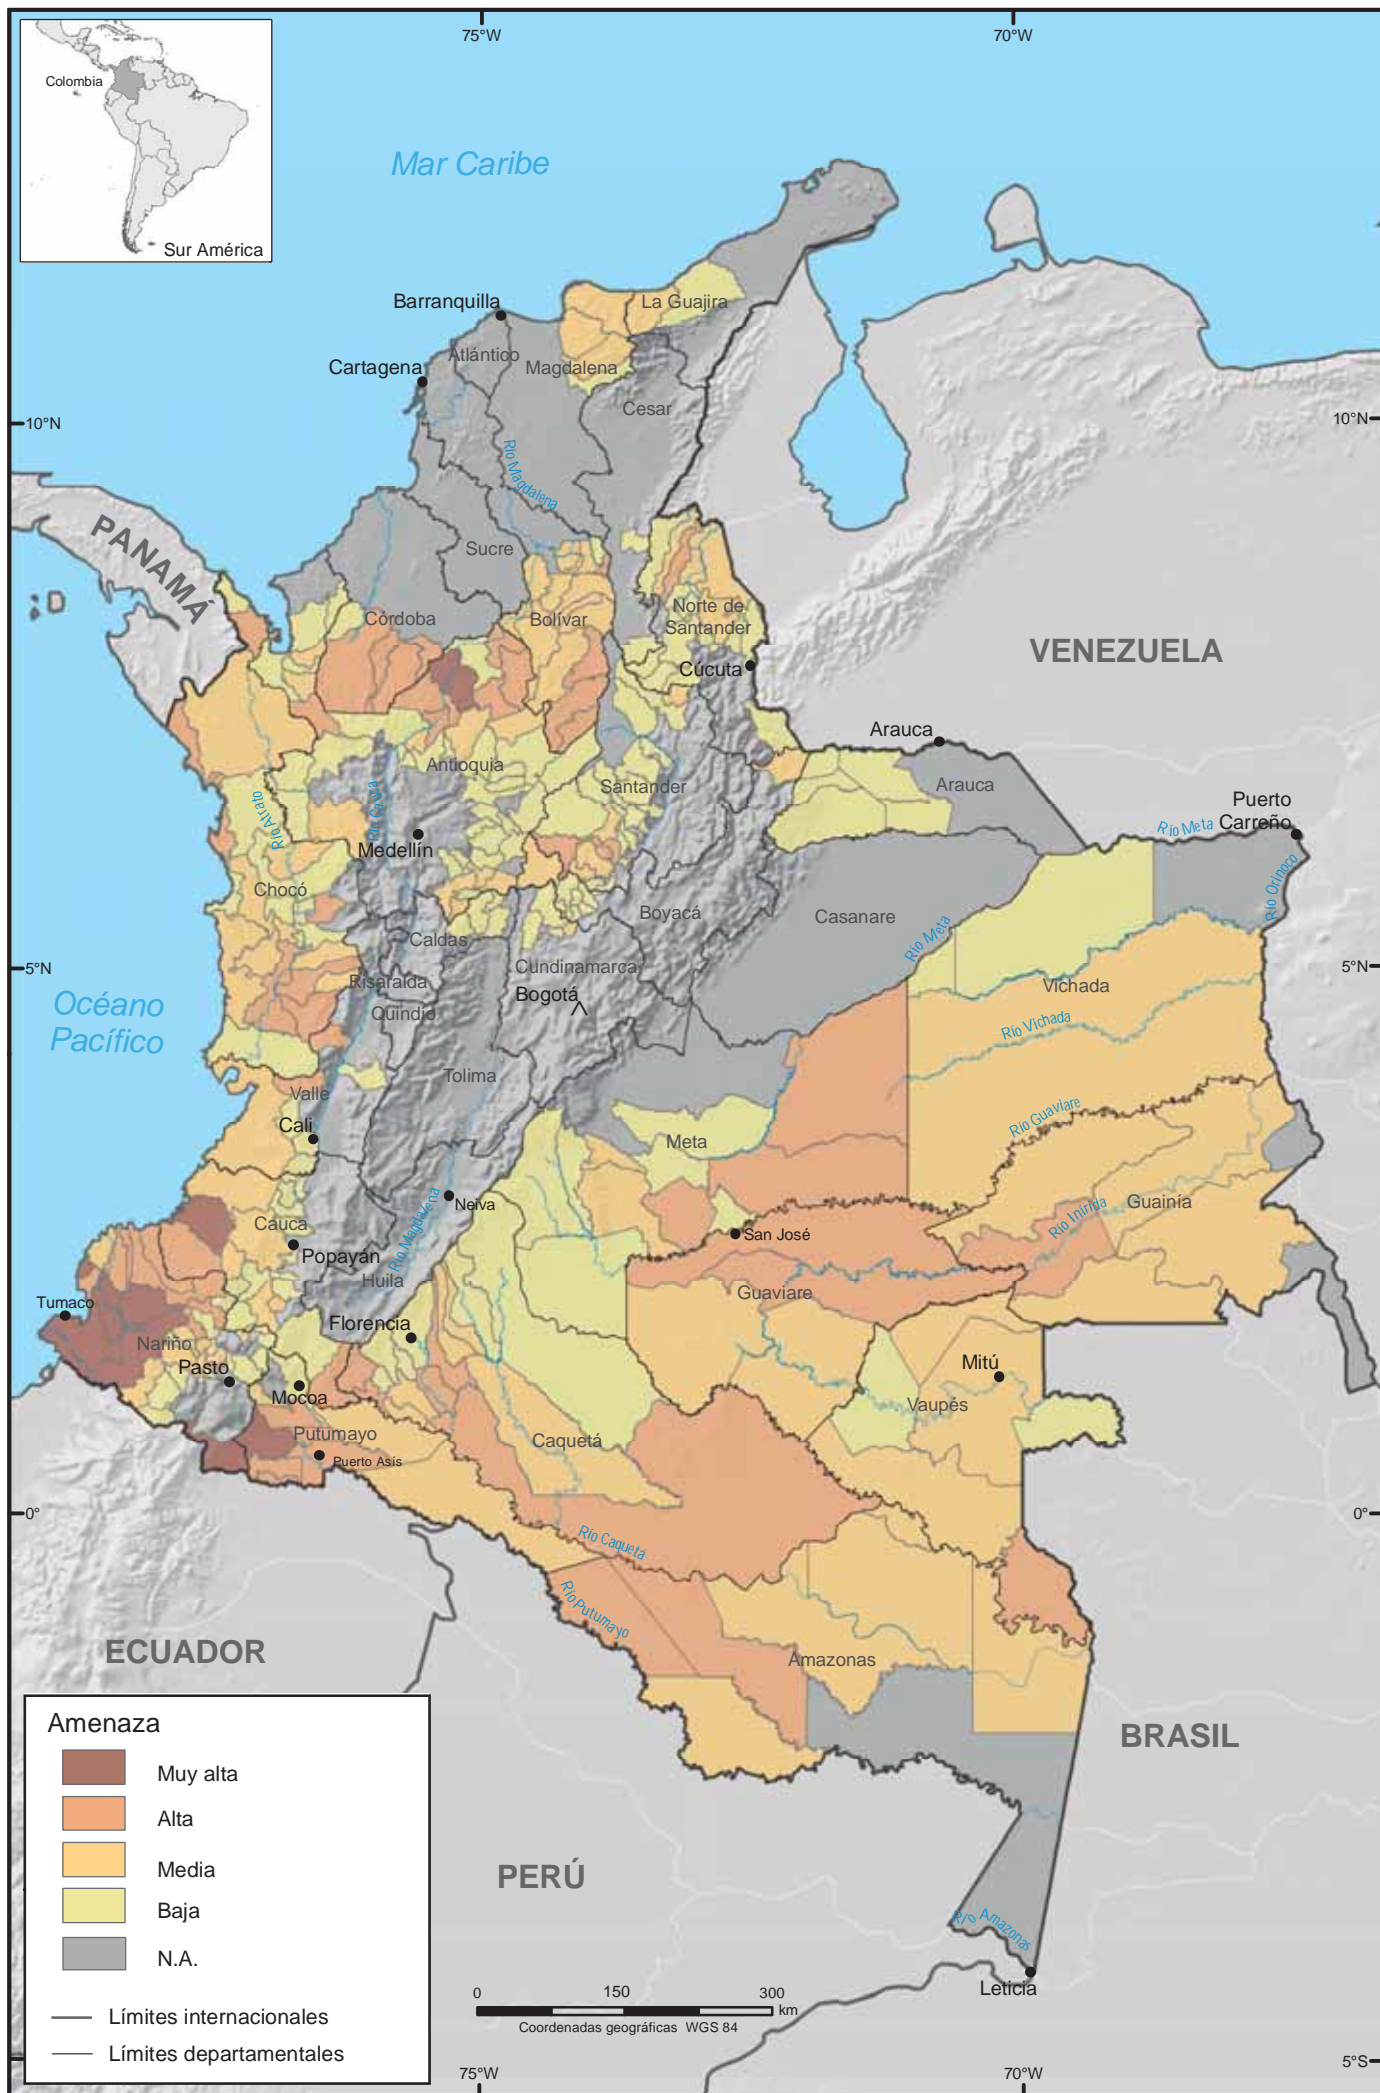 75°W
70°W
Colombia
Sur América
Mar Caribe
Barranquilla
La Guajira
Atlántico
Magdalena
Cartagena
Cesar
10°N
10°N
Río Magdalena
PANAMÁ
Sucre
Córdoba
Bolívar
Norte de
Santander
VENEZUELA
Cúcuta
Arauca
Antioquia
Santander
Arauca
Río Atrato
Río Cauca
Puerto
Carreño
Río Meta
Medellín
Chocó
Río Orinoco
Boyacá
Casanare
Caldas
Río Meta
5°N
Cundinamarca
5°N
Risaralda
Vichada
Bogotá
Océano
Pacífico
Quindío
Río Vichada
Tolima
Valle
Río Guaviare
Cali
Meta
Neiva
Río Magdalena
Cauca
Guainía
Río Inírida
San José
Popayán
Huila
Guaviare
Tumaco
Florencia
Nariño
Pasto
Mitú
Mocoa
Vaupés
Putumayo
Caquetá
Puerto Asís
0°
0°
Río Caquetá
Río Putumayo
ECUADOR
Amazonas
BRASIL
PERÚ
Río Amazonas
Leticia
Amenaza
Muy alta
Alta
Media
Baja
N.A.
Límites internacionales
Límites departamentales
0 150 300
km
Coordenadas geográficas WGS 84
75°W
70°W
5°S